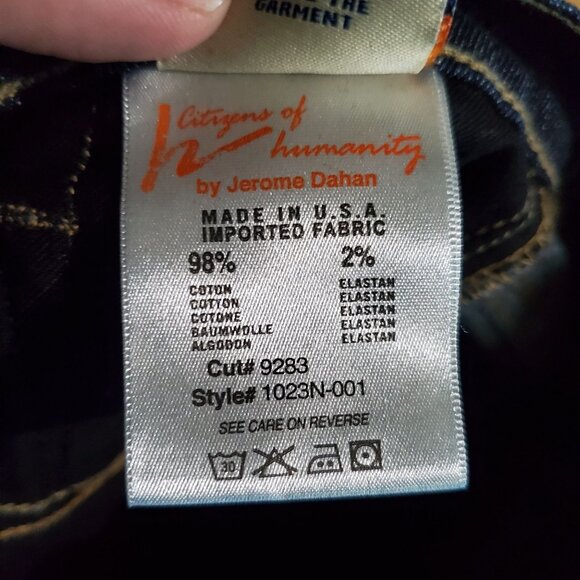 THE
GARMENT
Citizens of
humanity
by Jerome Dahan
MADE IN U.S.A.
IMPORTED FABRIC
98% 2%
COTON ELASTAN
COTTON ELASTAN
COTONE ELASTAN
BAUMWOLLE ELASTAN
ALGODON ELASTAN
Cut# 9283
Style# 1023N-001
SEE CARE ON REVERSE
30